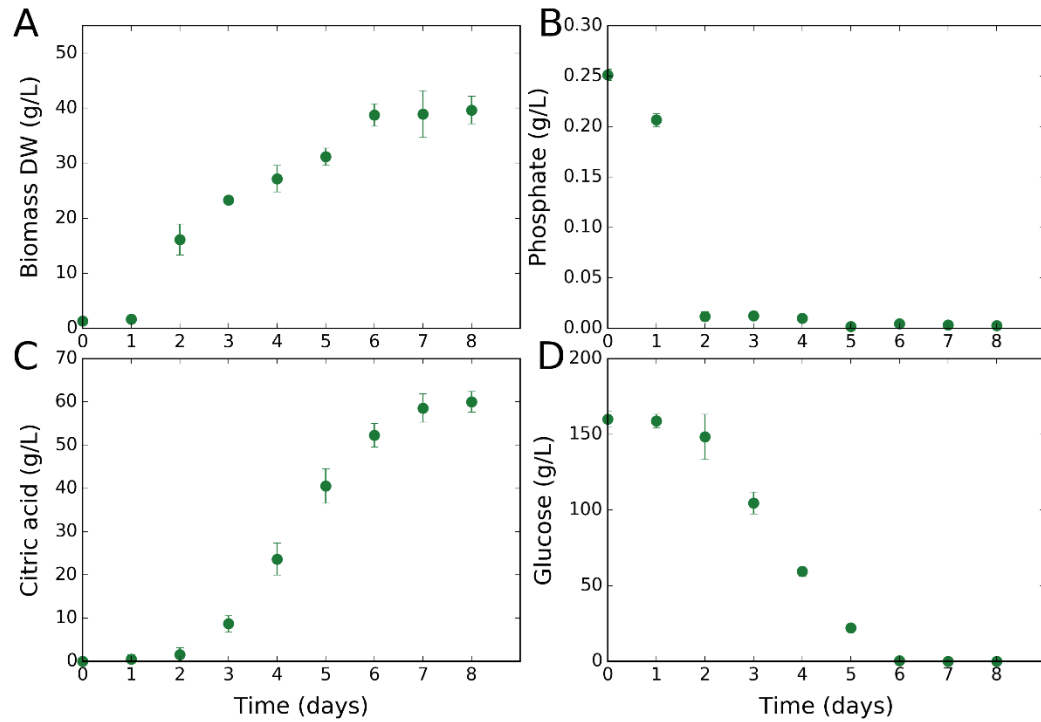 A
Biomass DW (g/L)
50
40
30
20
10
0
0 1 2 3 4 5 6 7 8
B
Phosphate (g/L)
0.30
0.25
0.20
0.15
0.10
0.05
0.00
0 1 2 3 4 5 6 7 8
C
Citric acid (g/L)
70
60
50
40
30
20
10
0
0 1 2 3 4 5 6 7 8
Time (days)
D
Glucose (g/L)
200
150
100
50
0
0 1 2 3 4 5 6 7 8
Time (days)